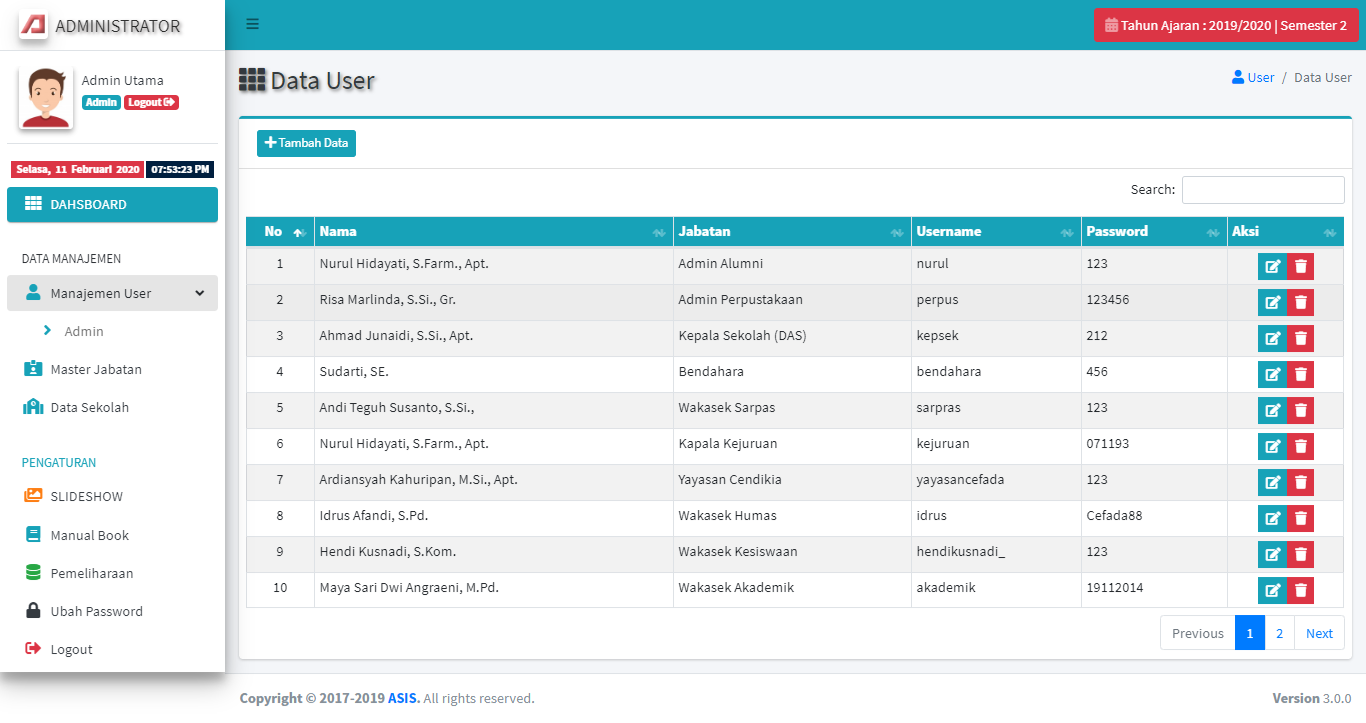 ADMINISTRATOR
Tahun Ajaran : 2019/2020 | Semester 2
Admin Utama
Admin Logout
Selasa, 11 Februari 2020 07:53:23 PM
DAHSBOARD
DATA MANAJEMEN
Manajemen User
Admin
Master Jabatan
Data Sekolah
PENGATURAN
SLIDESHOW
Manual Book
Pemeliharaan
Ubah Password
Logout
Data User
User / Data User
Tambah Data
Search:
No Nama Jabatan Username Password Aksi
1 Nurul Hidayati, S.Farm., Apt. Admin Alumni nurul 123
2 Risa Marlinda, S.Si., Gr. Admin Perpustakaan perpus 123456
3 Ahmad Junaidi, S.Si., Apt. Kepala Sekolah (DAS) kepsek 212
4 Sudarti, SE. Bendahara bendahara 456
5 Andi Teguh Susanto, S.Si., Wakasek Sarpas sarpras 123
6 Nurul Hidayati, S.Farm., Apt. Kapala Kejuruan kejuruan 071193
7 Ardiansyah Kahuripan, M.Si., Apt. Yayasan Cendikia yayasancefada 123
8 Idrus Afandi, S.Pd. Wakasek Humas idrus Cefada88
9 Hendi Kusnadi, S.Kom. Wakasek Kesiswaan hendikusnadi_ 123
10 Maya Sari Dwi Angraeni, M.Pd. Wakasek Akademik akademik 19112014
Previous 1 2 Next
Copyright © 2017-2019 ASIS. All rights reserved.
Version 3.0.0